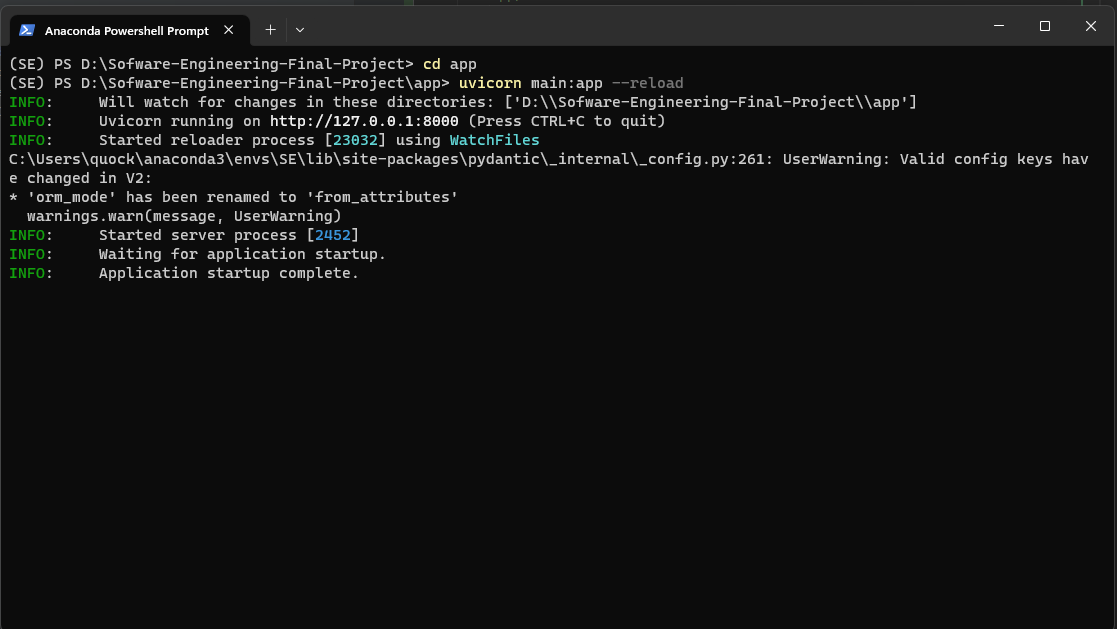 Anaconda Powershell Prompt
(SE) PS D:\Sofware-Engineering-Final-Project> cd app
(SE) PS D:\Sofware-Engineering-Final-Project\app> uvicorn main:app --reload
INFO:     Will watch for changes in these directories: ['D:\\Sofware-Engineering-Final-Project\\app']
INFO:     Uvicorn running on http://127.0.0.1:8000 (Press CTRL+C to quit)
INFO:     Started reloader process [23032] using WatchFiles
C:\Users\quock\anaconda3\envs\SE\lib\site-packages\pydantic\_internal\_config.py:261: UserWarning: Valid config keys hav
e changed in V2:
* 'orm_mode' has been renamed to 'from_attributes'
  warnings.warn(message, UserWarning)
INFO:     Started server process [2452]
INFO:     Waiting for application startup.
INFO:     Application startup complete.